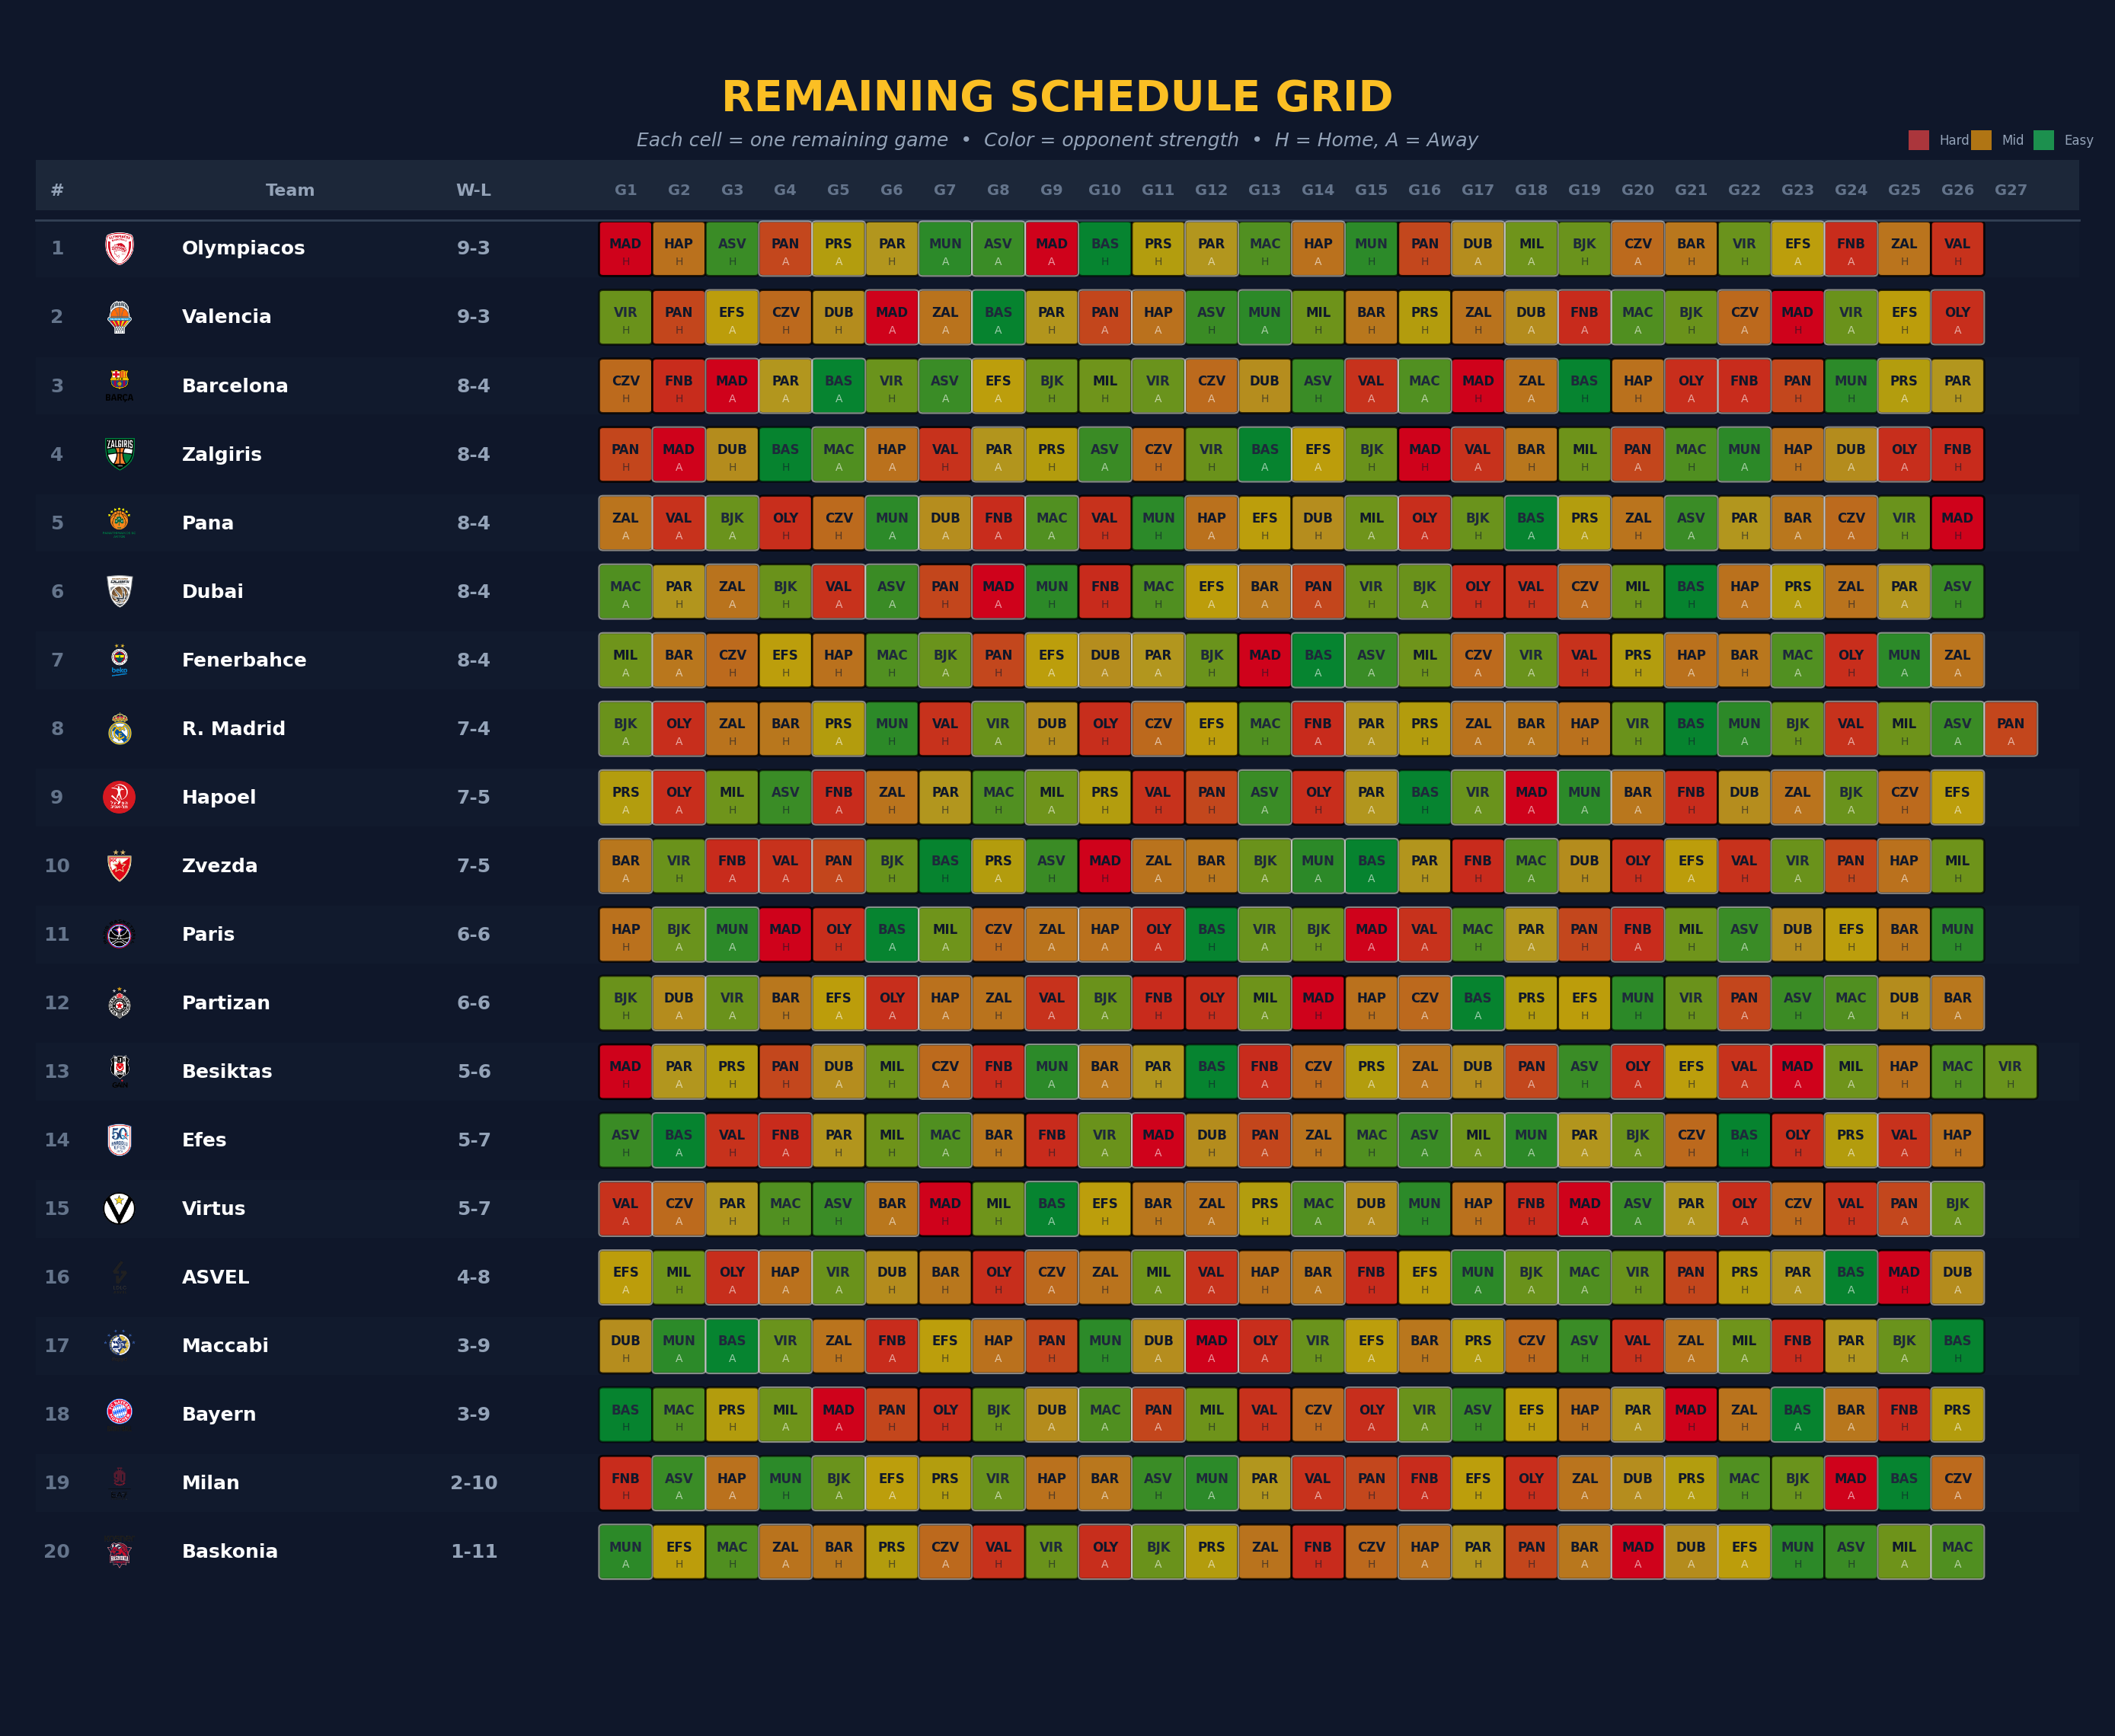 REMAINING SCHEDULE GRID
Each cell = one remaining game • Color = opponent strength • H = Home, A = Away
Hard Mid Easy
# Team W-L G1 G2 G3 G4 G5 G6 G7 G8 G9 G10 G11 G12 G13 G14 G15 G16 G17 G18 G19 G20 G21 G22 G23 G24 G25 G26 G27
1 Olympiacos 9-3 MAD HAP ASV PAN PRS PAR MUN ASV MAD BAS PRS PAR MAC HAP MUN PAN DUB MIL BJK CZV BAR VIR EFS FNB ZAL VAL
H H H A A H A A A H H A H A H H A A H A H H A A H H
2 Valencia 9-3 VIR PAN EFS CZV DUB MAD ZAL BAS PAR PAN HAP ASV MUN MIL BAR PRS ZAL DUB FNB MAC BJK CZV MAD VIR EFS OLY
H H A H H A A A H A A H A H H H H A A A H A H A H A
3 Barcelona 8-4 CZV FNB MAD PAR BAS VIR ASV EFS BJK MIL VIR CZV DUB ASV VAL MAC MAD ZAL BAS HAP OLY FNB PAN MUN PRS PAR
H H A A A H A A H H A A H H A A H A H H A A H H A H
4 Zalgiris 8-4 PAN MAD DUB BAS MAC HAP VAL PAR PRS ASV CZV VIR BAS EFS BJK MAD VAL BAR MIL PAN MAC MUN HAP DUB OLY FNB
H A H H A A H A H A H H A A H H A H H A H A H A A H
5 Pana 8-4 ZAL VAL BJK OLY CZV MUN DUB FNB MAC VAL MUN HAP EFS DUB MIL OLY BJK BAS PRS ZAL ASV PAR BAR CZV VIR MAD
A A A H H A A A A H H A H H A A H A A H A H A A H H
6 Dubai 8-4 MAC PAR ZAL BJK VAL ASV PAN MAD MUN FNB MAC EFS BAR PAN VIR BJK OLY VAL CZV MIL BAS HAP PRS ZAL PAR ASV
A H A H A A H A H H H A A A H A H H A H H A A H A H
7 Fenerbahce 8-4 MIL BAR CZV EFS HAP MAC BJK PAN EFS DUB PAR BJK MAD BAS ASV MIL CZV VIR VAL PRS HAP BAR MAC OLY MUN ZAL
A A H H H H A H A A A H H A A H A A H H A H A H A A
8 R. Madrid 7-4 BJK OLY ZAL BAR PRS MUN VAL VIR DUB OLY CZV EFS MAC FNB PAR PRS ZAL BAR HAP VIR BAS MUN BJK VAL MIL ASV PAN
A A H H A H H A H H A H H A A H A A H H H A H A H A A
9 Hapoel 7-5 PRS OLY MIL ASV FNB ZAL PAR MAC MIL PRS VAL PAN ASV OLY PAR BAS VIR MAD MUN BAR FNB DUB ZAL BJK CZV EFS
A A H H A H H H A H H H A H A H A A A A H H A A H A
10 Zvezda 7-5 BAR VIR FNB VAL PAN BJK BAS PRS ASV MAD ZAL BAR BJK MUN BAS PAR FNB MAC DUB OLY EFS VAL VIR PAN HAP MIL
A H A A A H H A H H A H A A A H H A H H A H A H A H
11 Paris 6-6 HAP BJK MUN MAD OLY BAS MIL CZV ZAL HAP OLY BAS VIR BJK MAD VAL MAC PAR PAN FNB MIL ASV DUB EFS BAR MUN
H A A H H A A H A A A H A H A A H A H A H A H H H H
12 Partizan 6-6 BJK DUB VIR BAR EFS OLY HAP ZAL VAL BJK FNB OLY MIL MAD HAP CZV BAS PRS EFS MUN VIR PAN ASV MAC DUB BAR
H A A H A A A H A A H H A H H A A H H H H A H A H A
13 Besiktas 5-6 MAD PAR PRS PAN DUB MIL CZV FNB MUN BAR PAR BAS FNB CZV PRS ZAL DUB PAN ASV OLY EFS VAL MAD MIL HAP MAC VIR
H A H H A H A H A A H H A H A A H A H A H A A A H H H
14 Efes 5-7 ASV BAS VAL FNB PAR MIL MAC BAR FNB VIR MAD DUB PAN ZAL MAC ASV MIL MUN PAR BJK CZV BAS OLY PRS VAL HAP
H A H A H H A H H A A H A H H A A A A A H H H A A H
15 Virtus 5-7 VAL CZV PAR MAC ASV BAR MAD MIL BAS EFS BAR ZAL PRS MAC DUB MUN HAP FNB MAD ASV PAR OLY CZV VAL PAN BJK
A A H H H A H H A H H A H A A H H H A A A A H H A A
16 ASVEL 4-8 EFS MIL OLY HAP VIR DUB BAR OLY CZV ZAL MIL VAL HAP BAR FNB EFS MUN BJK MAC VIR PAN PRS PAR BAS MAD DUB
A H A A A H H H A H A A H A H H A A A H H H A A H A
17 Maccabi 3-9 DUB MUN BAS VIR ZAL FNB EFS HAP PAN MUN DUB MAD OLY VIR EFS BAR PRS CZV ASV VAL ZAL MIL FNB PAR BJK BAS
H A A A H A H A H H A A A H A H A H H H A A H H A H
18 Bayern 3-9 BAS MAC PRS MIL MAD PAN OLY BJK DUB MAC PAN MIL VAL CZV OLY VIR ASV EFS HAP PAR MAD ZAL BAS BAR FNB PRS
H H H A A H H H A A A H H H A A H H H A H H A A H A
19 Milan 2-10 FNB ASV HAP MUN BJK EFS PRS VIR HAP BAR ASV MUN PAR VAL PAN FNB EFS OLY ZAL DUB PRS MAC BJK MAD BAS CZV
H A A H A A H A H A H A H A H A H H A A A H H A H A
20 Baskonia 1-11 MUN EFS MAC ZAL BAR PRS CZV VAL VIR OLY BJK PRS ZAL FNB CZV HAP PAR PAN BAR MAD DUB EFS MUN ASV MIL MAC
A H H A H H A H H A A A H H H A H H A A A A H H A A